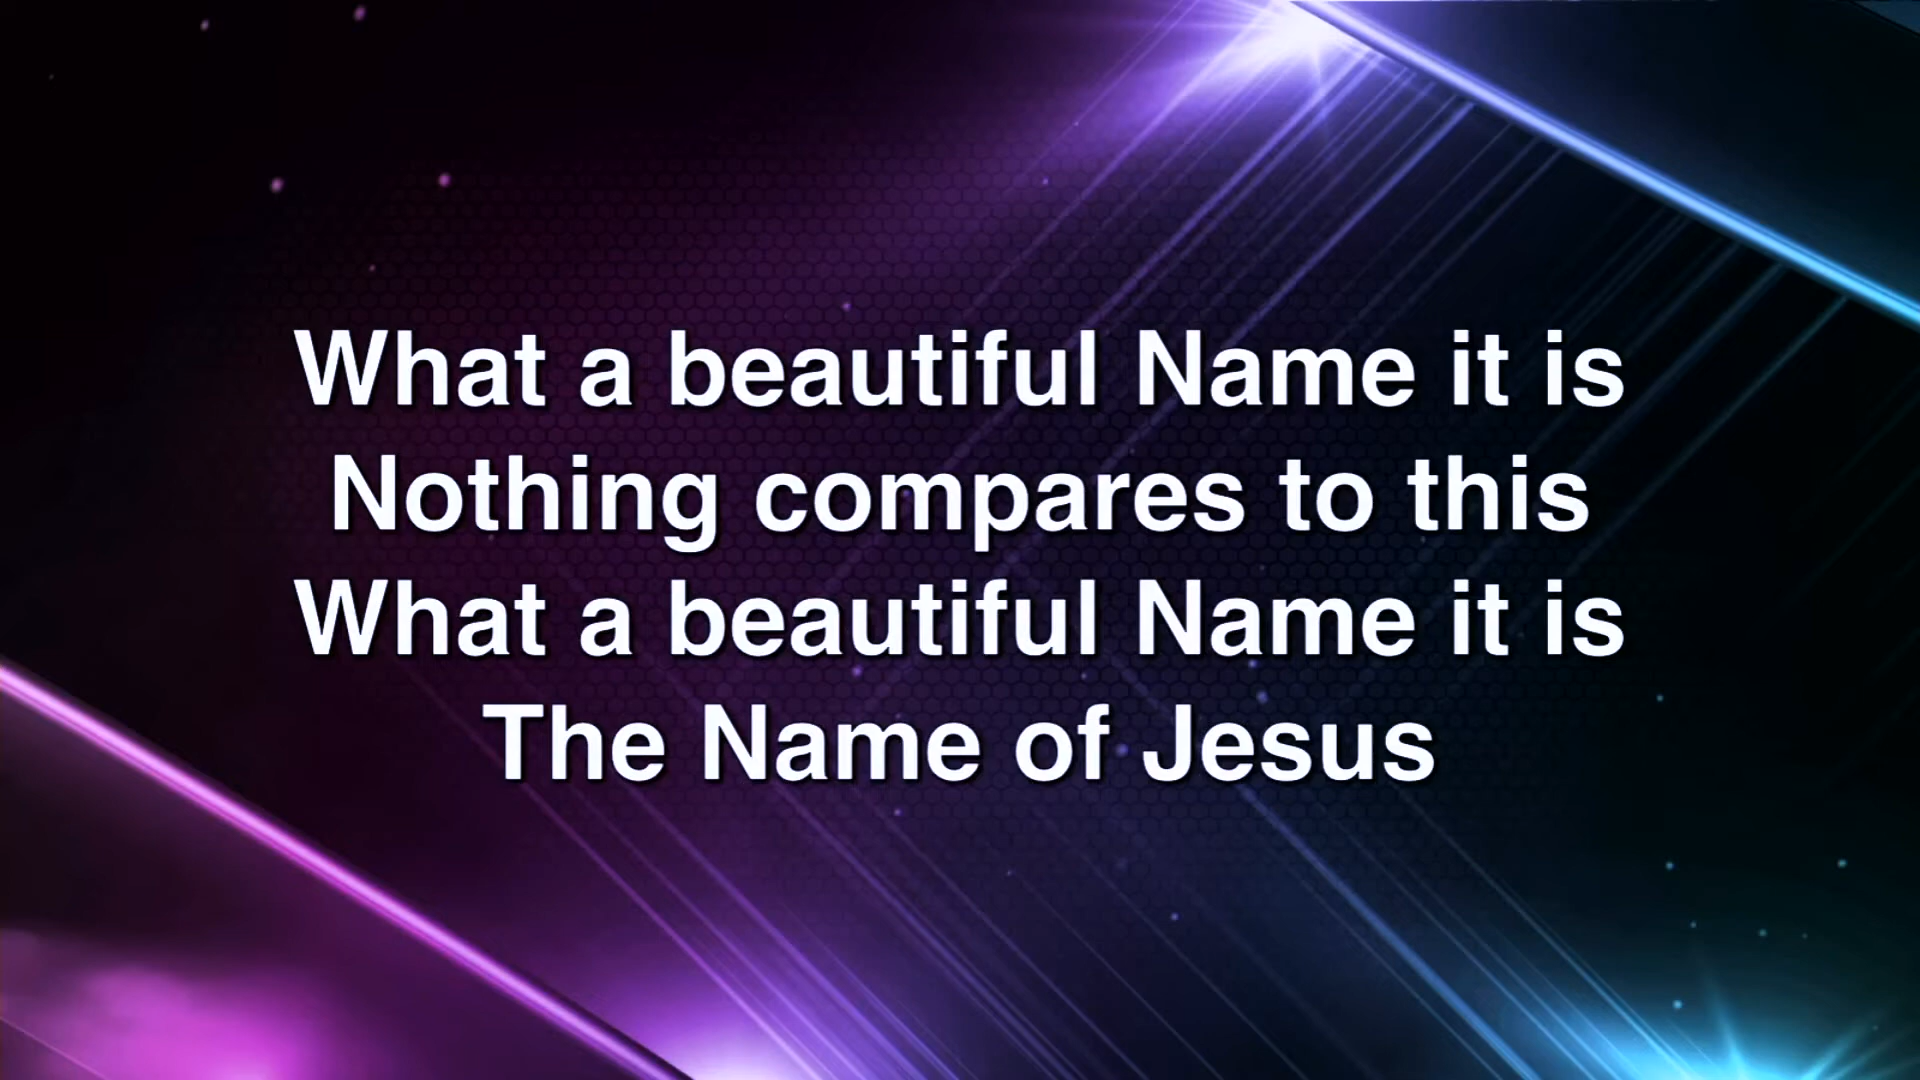 What a beautiful Name it is
Nothing compares to this
What a beautiful Name it is
The Name of Jesus